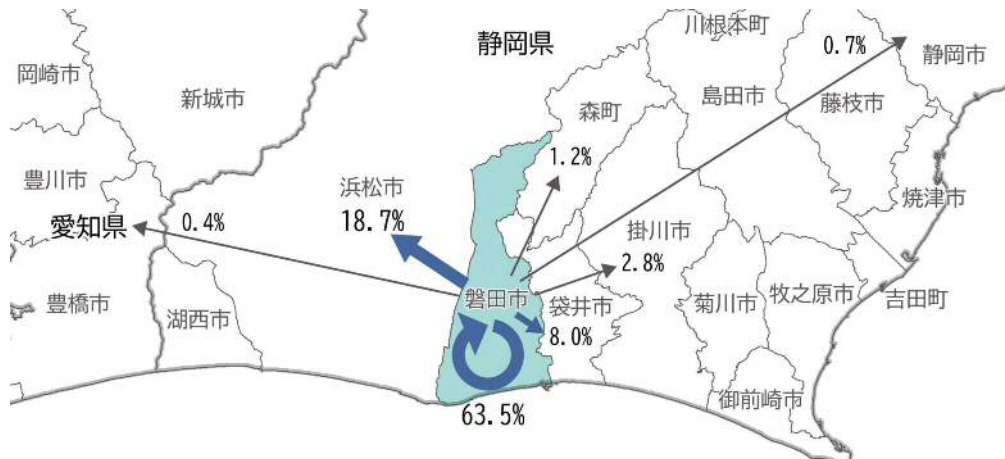 川根本町
静岡県
0.7%
静岡市
岡崎市
新城市
島田市
藤枝市
森町
1.2%
豊川市
浜松市
焼津市
愛知県
0.4%
18.7%
掛川市
2.8%
豊橋市
湖西市
磐田市
袋井市
菊川市
牧之原市
吉田町
8.0%
御前崎市
63.5%